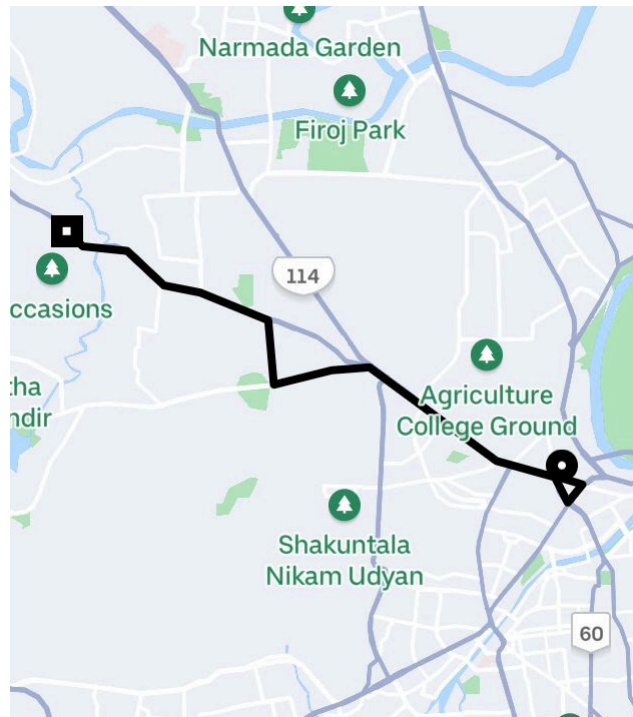 Narmada Garden
Firoj Park
114
ccasions
tha
ndir
Agriculture
College Ground
Shakuntala
Nikam Udyan
60